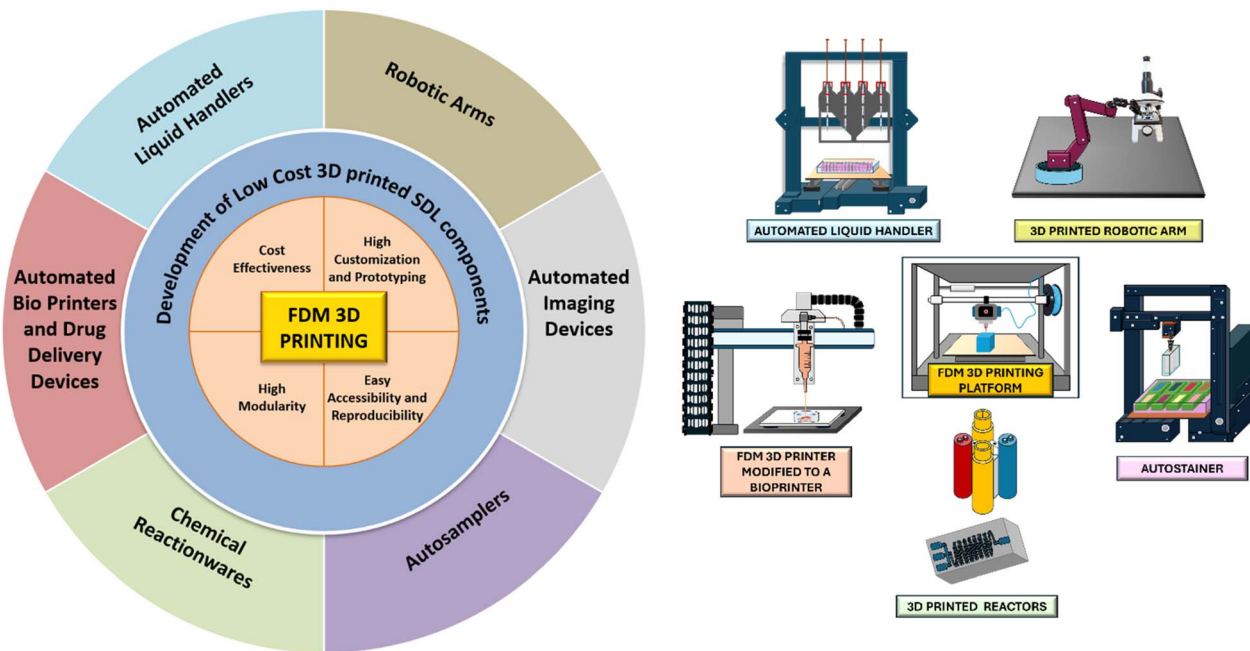 Automated
Liquid Handlers
Robotic Arms
Automated
Imaging
Devices
Autosamplers
Chemical
Reactionwares
Automated
Bio Printers
and Drug
Delivery
Devices
Development of Low Cost 3D printed SDL components
Cost
Effectiveness
High
Customization
and Prototyping
FDM 3D
PRINTING
High
Modularity
Easy
Accessibility and
Reproducibility
AUTOMATED LIQUID HANDLER
3D PRINTED ROBOTIC ARM
FDM 3D PRINTING
PLATFORM
FDM 3D PRINTER
MODIFIED TO A
BIOPRINTER
AUTOSTAINER
3D PRINTED REACTORS